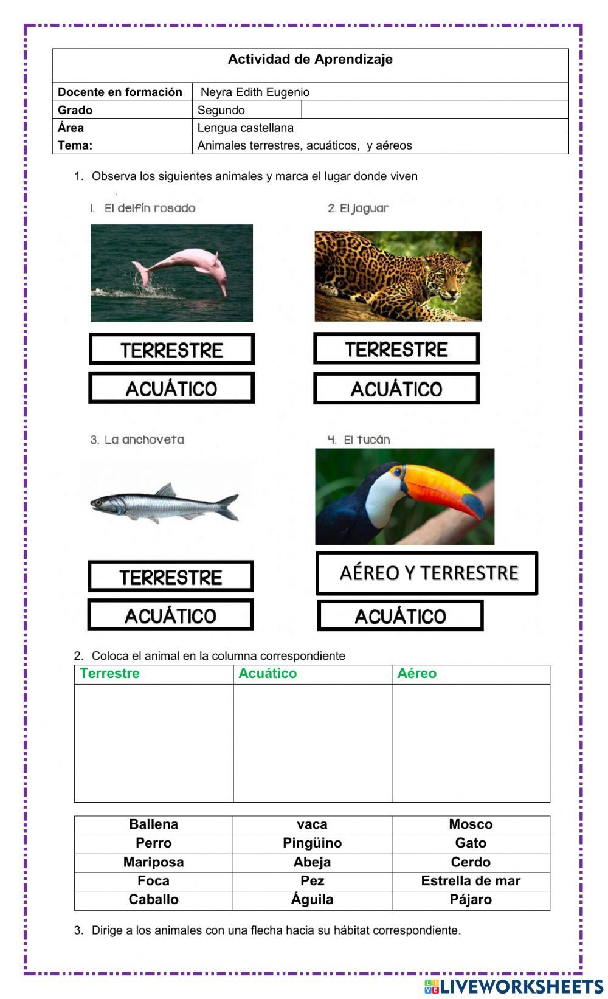 Actividad de Aprendizaje
Docente en formación Neyra Edith Eugenio
Grado Segundo
Área Lengua castellana
Tema: Animales terrestres, acuáticos, y aéreos
1. Observa los siguientes animales y marca el lugar donde viven
1. El delfín rosado 2. El jaguar
TERRESTRE TERRESTRE
ACUÁTICO ACUÁTICO
3. La anchoveta 4. El tucán
TERRESTRE AÉREO Y TERRESTRE
ACUÁTICO ACUÁTICO
2. Coloca el animal en la columna correspondiente
Terrestre Acuático Aéreo
Ballena vaca Mosco
Perro Pingüino Gato
Mariposa Abeja Cerdo
Foca Pez Estrella de mar
Caballo Águila Pájaro
3. Dirige a los animales con una flecha hacia su hábitat correspondiente.
LIVE LIVEWORKSHEETS